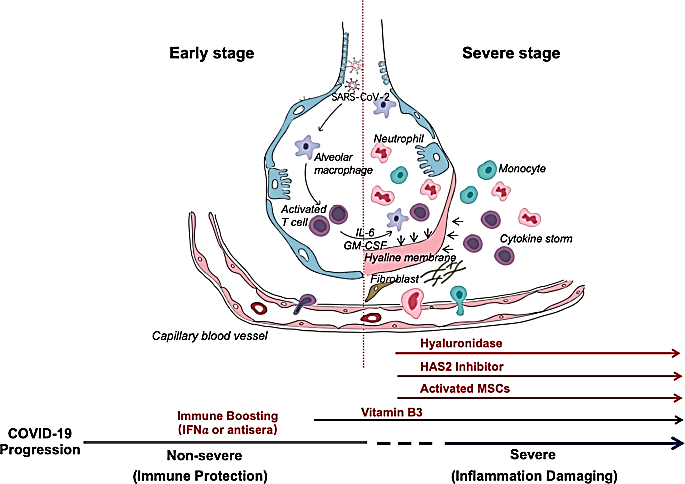 Early stage
Severe stage
SARS-CoV-2
Neutrophil
Alveolar
macrophage
Monocyte
Activated
T cell
IL-6
GM-CSF
Cytokine storm
Hyaline membrane
Fibroblast
Capillary blood vessel
Hyaluronidase
HAS2 Inhibitor
Activated MSCs
Immune Boosting
(IFNα or antisera)
Vitamin B3
COVID-19
Progression
Non-severe
(Immune Protection)
Severe
(Inflammation Damaging)